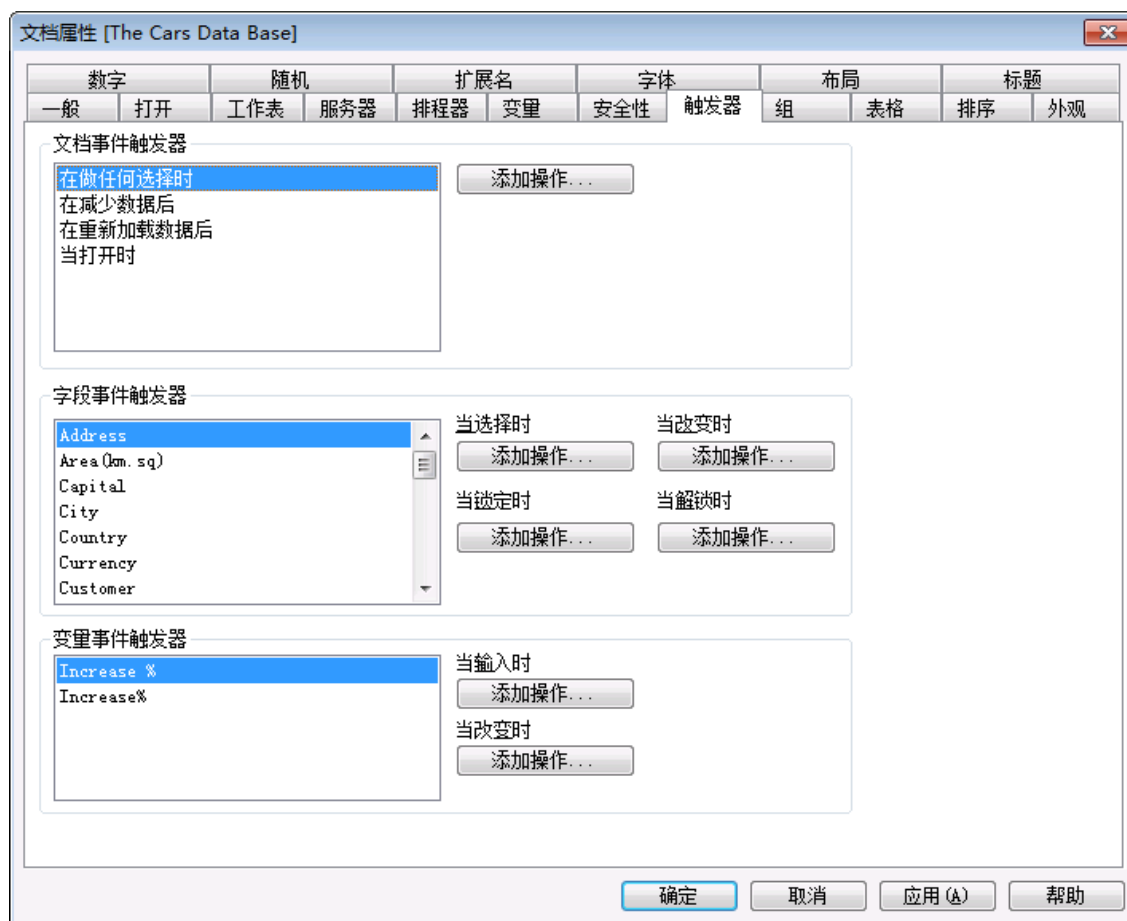 文档属性 [The Cars Data Base]
数字 随机 扩展名 字体 布局 标题
一般 打开 工作表 服务器 排程器 变量 安全性 触发器 组 表格 排序 外观
文档事件触发器
在做任何选择时 添加操作...
在减少数据后
在重新加载数据后
当打开时
字段事件触发器
当选择时 当改变时
Address
添加操作... 添加操作...
Area(km.sq)
Capital
当锁定时 当解锁时
City
Country
添加操作... 添加操作...
Currency
Customer
变量事件触发器
当输入时
Increase %
添加操作...
Increase%
当改变时
添加操作...
确定 取消 应用(A) 帮助